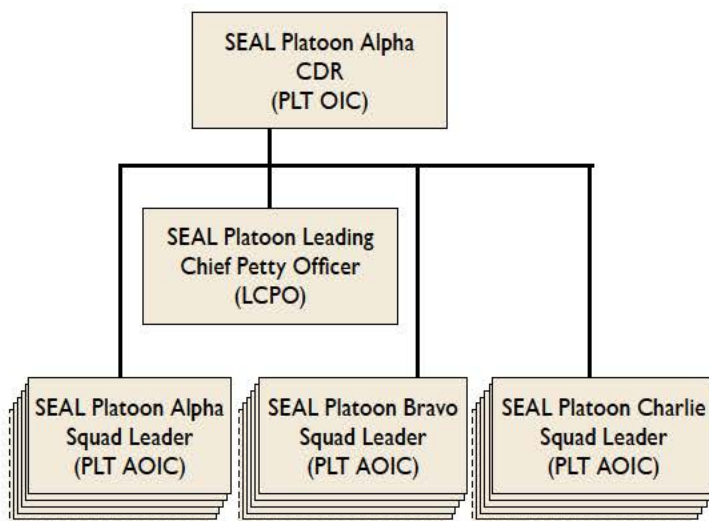 SEAL Platoon Alpha
CDR
(PLT OIC)
SEAL Platoon Leading
Chief Petty Officer
(LCPO)
SEAL Platoon Alpha
Squad Leader
(PLT AOIC)
SEAL Platoon Bravo
Squad Leader
(PLT AOIC)
SEAL Platoon Charlie
Squad Leader
(PLT AOIC)